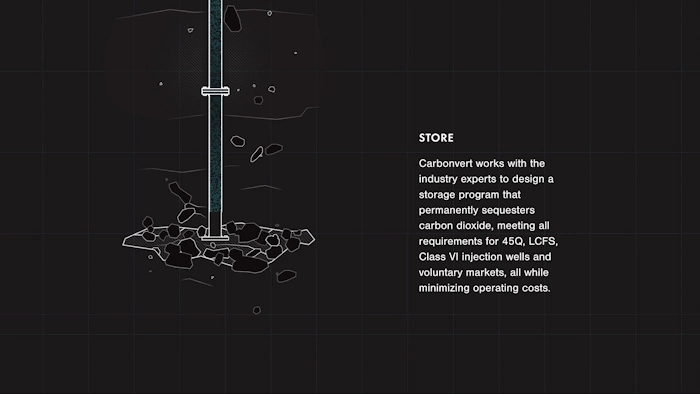 STORE
Carbonvert works with the
industry experts to design a
storage program that
permanently sequesters
carbon dioxide, meeting all
requirements for 45Q, LCFS,
Class VI injection wells and
voluntary markets, all while
minimizing operating costs.